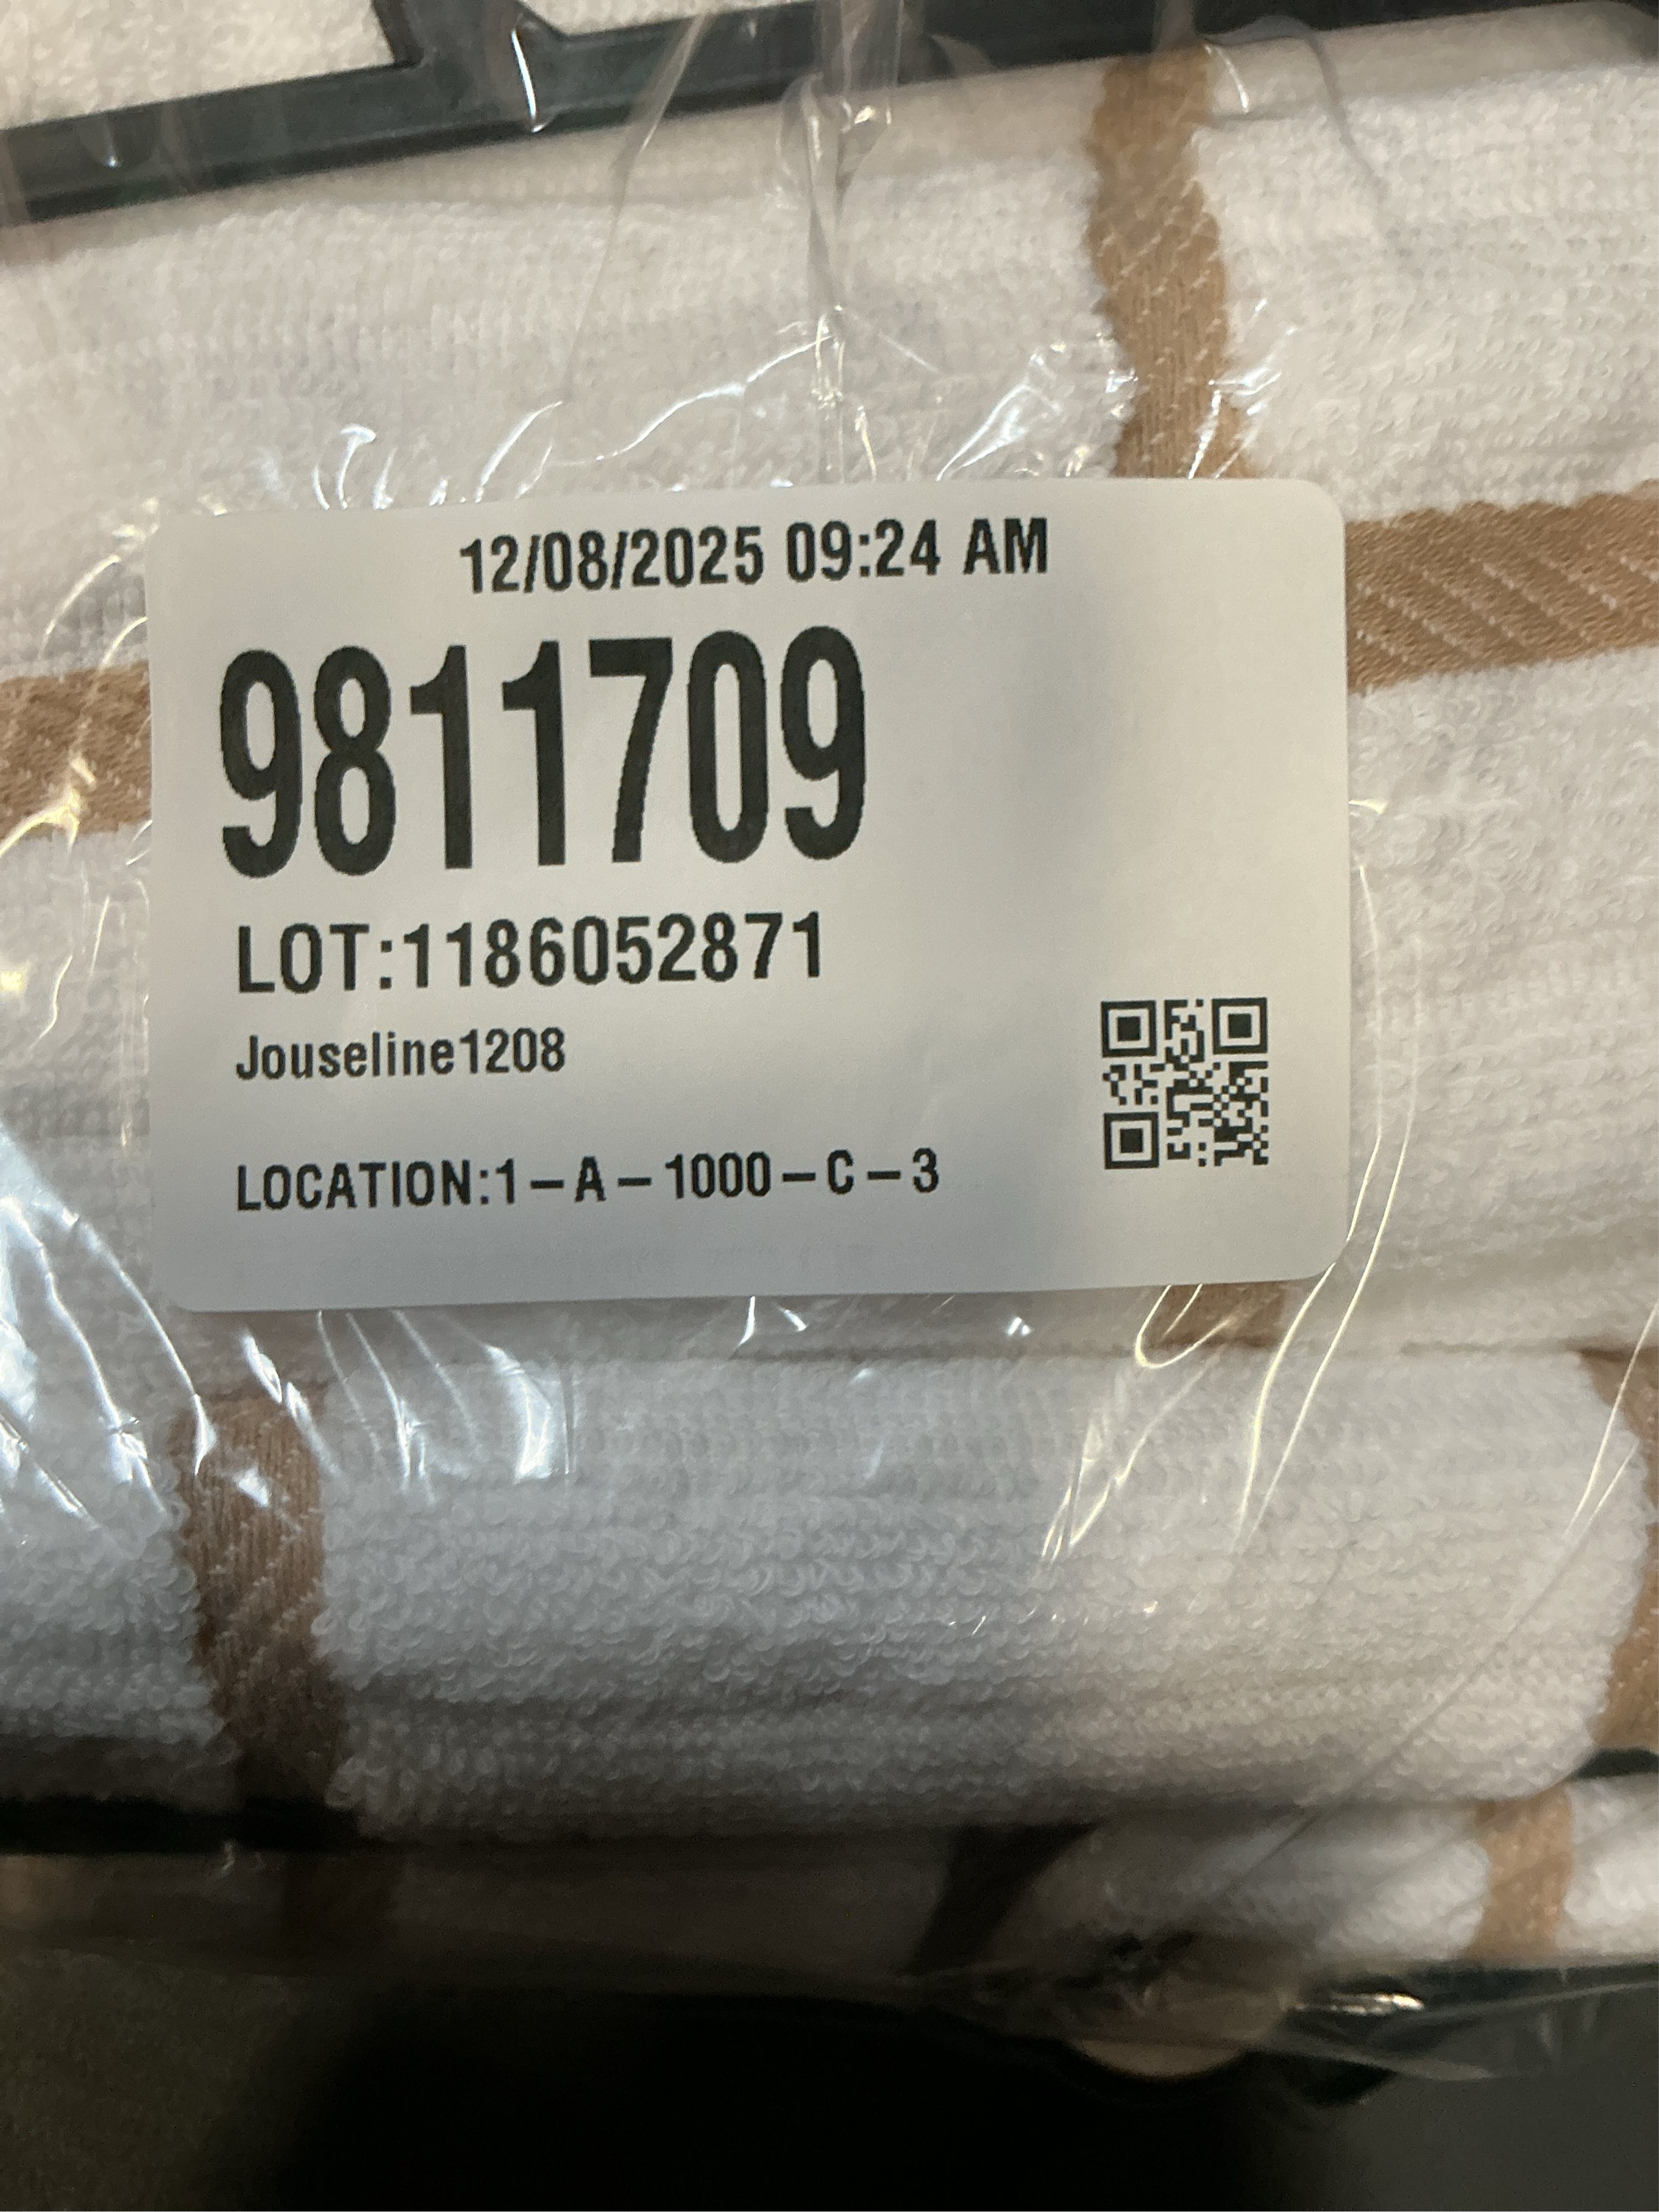 12/08/2025 09:24 AM
9811709
LOT:1186052871
Jouseline1208
LOCATION:1-A-1000-C-3